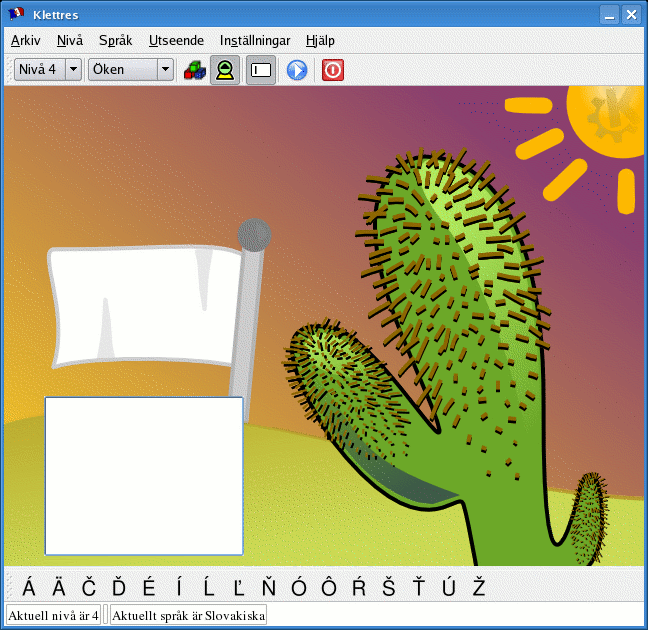 Klettres
Arkiv Nivå Språk Utseende Inställningar Hjälp
Nivå 4 Öken
Á Ä Č Ď É Í Ĺ Ľ Ň Ó Ô Ŕ Š Ť Ú Ž
Aktuell nivå är 4 Aktuellt språk är Slovakiska